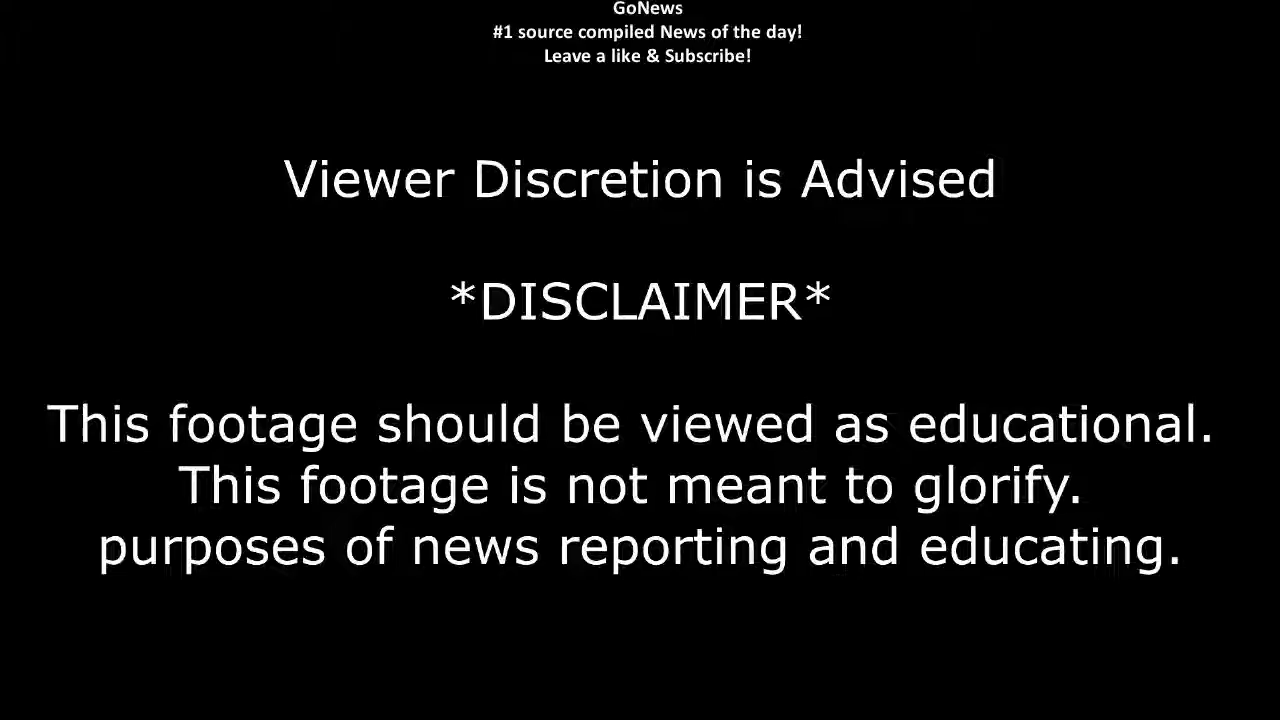 GoNews
#1 source compiled News of the day!
Leave a like & Subscribe!
Viewer Discretion is Advised
*DISCLAIMER*
This footage should be viewed as educational.
This footage is not meant to glorify.
purposes of news reporting and educating.